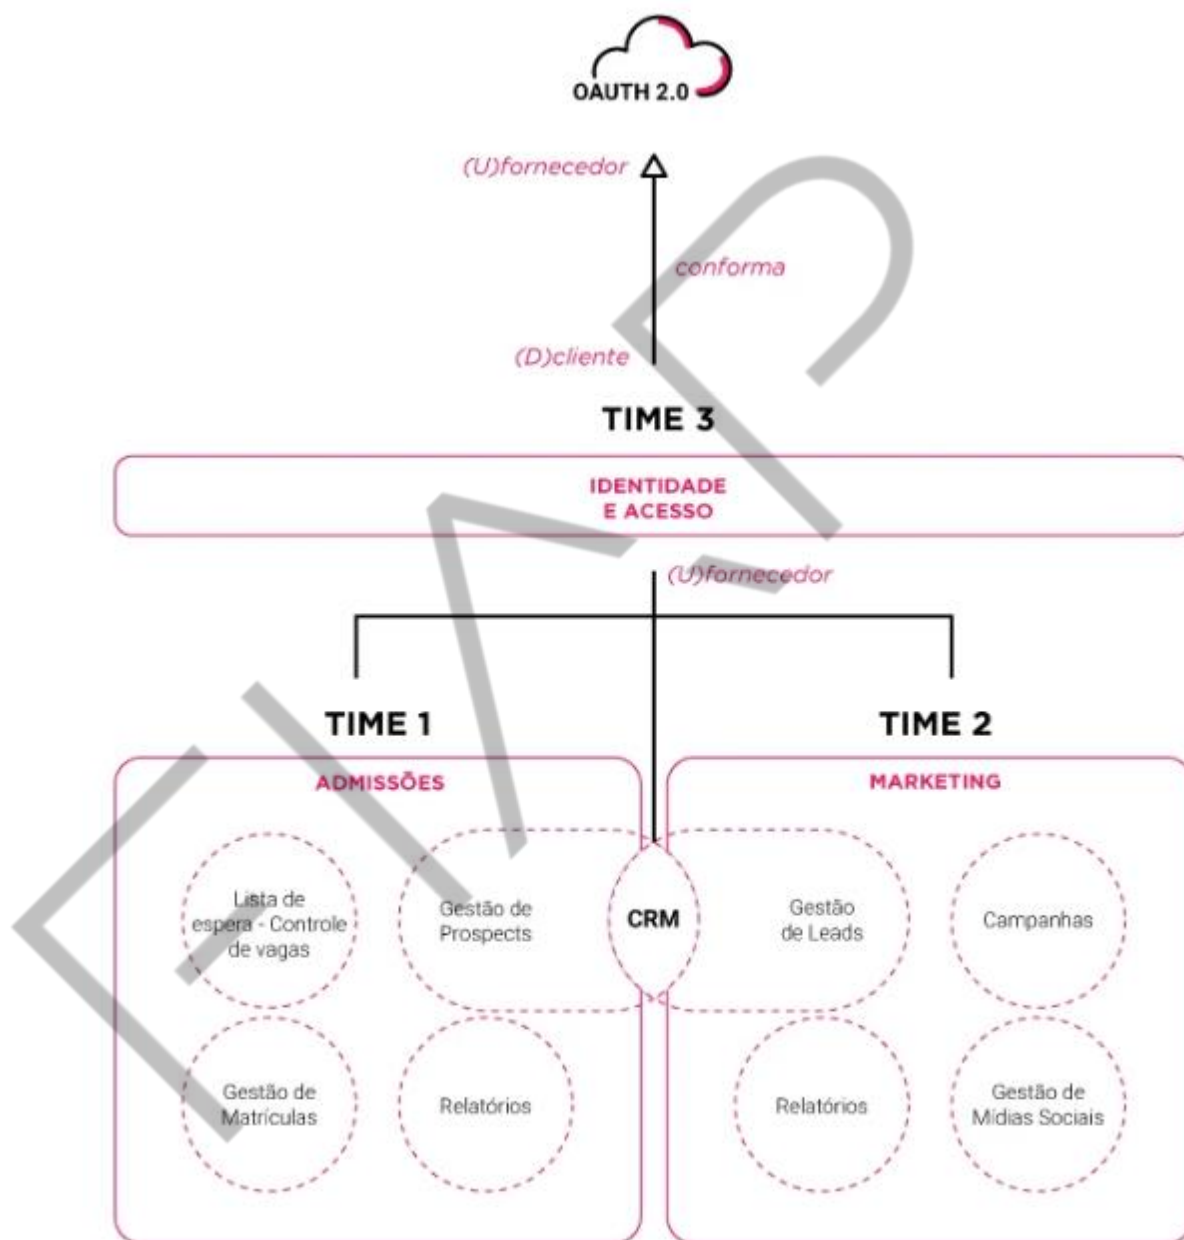 OAUTH 2.0
(U)fornecedor
conforma
(D)cliente
TIME 3
IDENTIDADE
E ACESSO
(U)fornecedor
TIME 1
TIME 2
ADMISSÕES
MARKETING
Lista de
espera - Controle
de vagas
Gestão de
Prospects
CRM
Gestão
de Leads
Campanhas
Gestão de
Matrículas
Relatórios
Relatórios
Gestão de
Mídias Sociais
FIAP